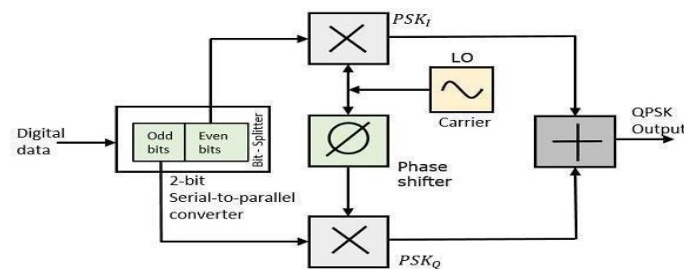 PSK_I
LO
Carrier
Digital
data
Odd
bits
Even
bits
Bit - Splitter
2-bit
Serial-to-parallel
converter
Phase
shifter
QPSK
Output
PSK_Q